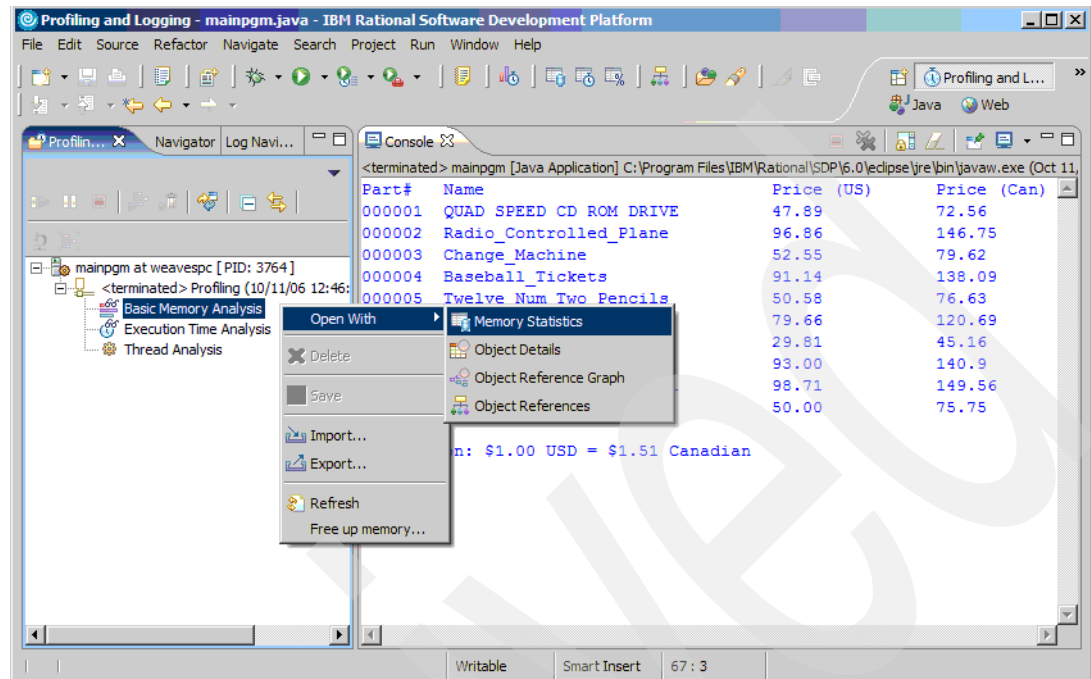 Profiling and Logging - mainpgm.java - IBM Rational Software Development Platform
File Edit Source Refactor Navigate Search Project Run Window Help
Profiling and L... »
Java Web
Profilin... Navigator Log Navi...
Console
<terminated> mainpgm [Java Application] C:\Program Files\IBM\Rational\SDP\6.0\eclipse\jre\bin\javaw.exe (Oct 11,
mainpgm at weavespc [ PID: 3764 ]
<terminated> Profiling (10/11/06 12:46:
Basic Memory Analysis
Execution Time Analysis
Thread Analysis
Part# Name Price (US) Price (Can)
000001 QUAD SPEED CD ROM DRIVE 47.89 72.56
000002 Radio_Controlled_Plane 96.86 146.75
000003 Change_Machine 52.55 79.62
000004 Baseball_Tickets 91.14 138.09
000005 Twelve_Num_Two_Pencils 50.58 76.63
79.66 120.69
29.81 45.16
93.00 140.9
98.71 149.56
50.00 75.75
n: $1.00 USD = $1.51 Canadian
Open With
Delete
Save
Import...
Export...
Refresh
Free up memory...
Memory Statistics
Object Details
Object Reference Graph
Object References
Writable Smart Insert 67 : 3